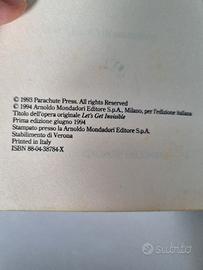 © 1993 Parachute Press. All rights Reserved
© 1994 Arnoldo Mondadori Editore S.p.A., Milano, per l'edizione italiana
Titolo dell'opera originale Let's Get Invisible
Prima edizione giugno 1994
Stampato presso la Arnoldo Mondadori Editore S.p.A.
Stabilimento di Verona
Printed in Italy
ISBN 88-04-38784-X
subito